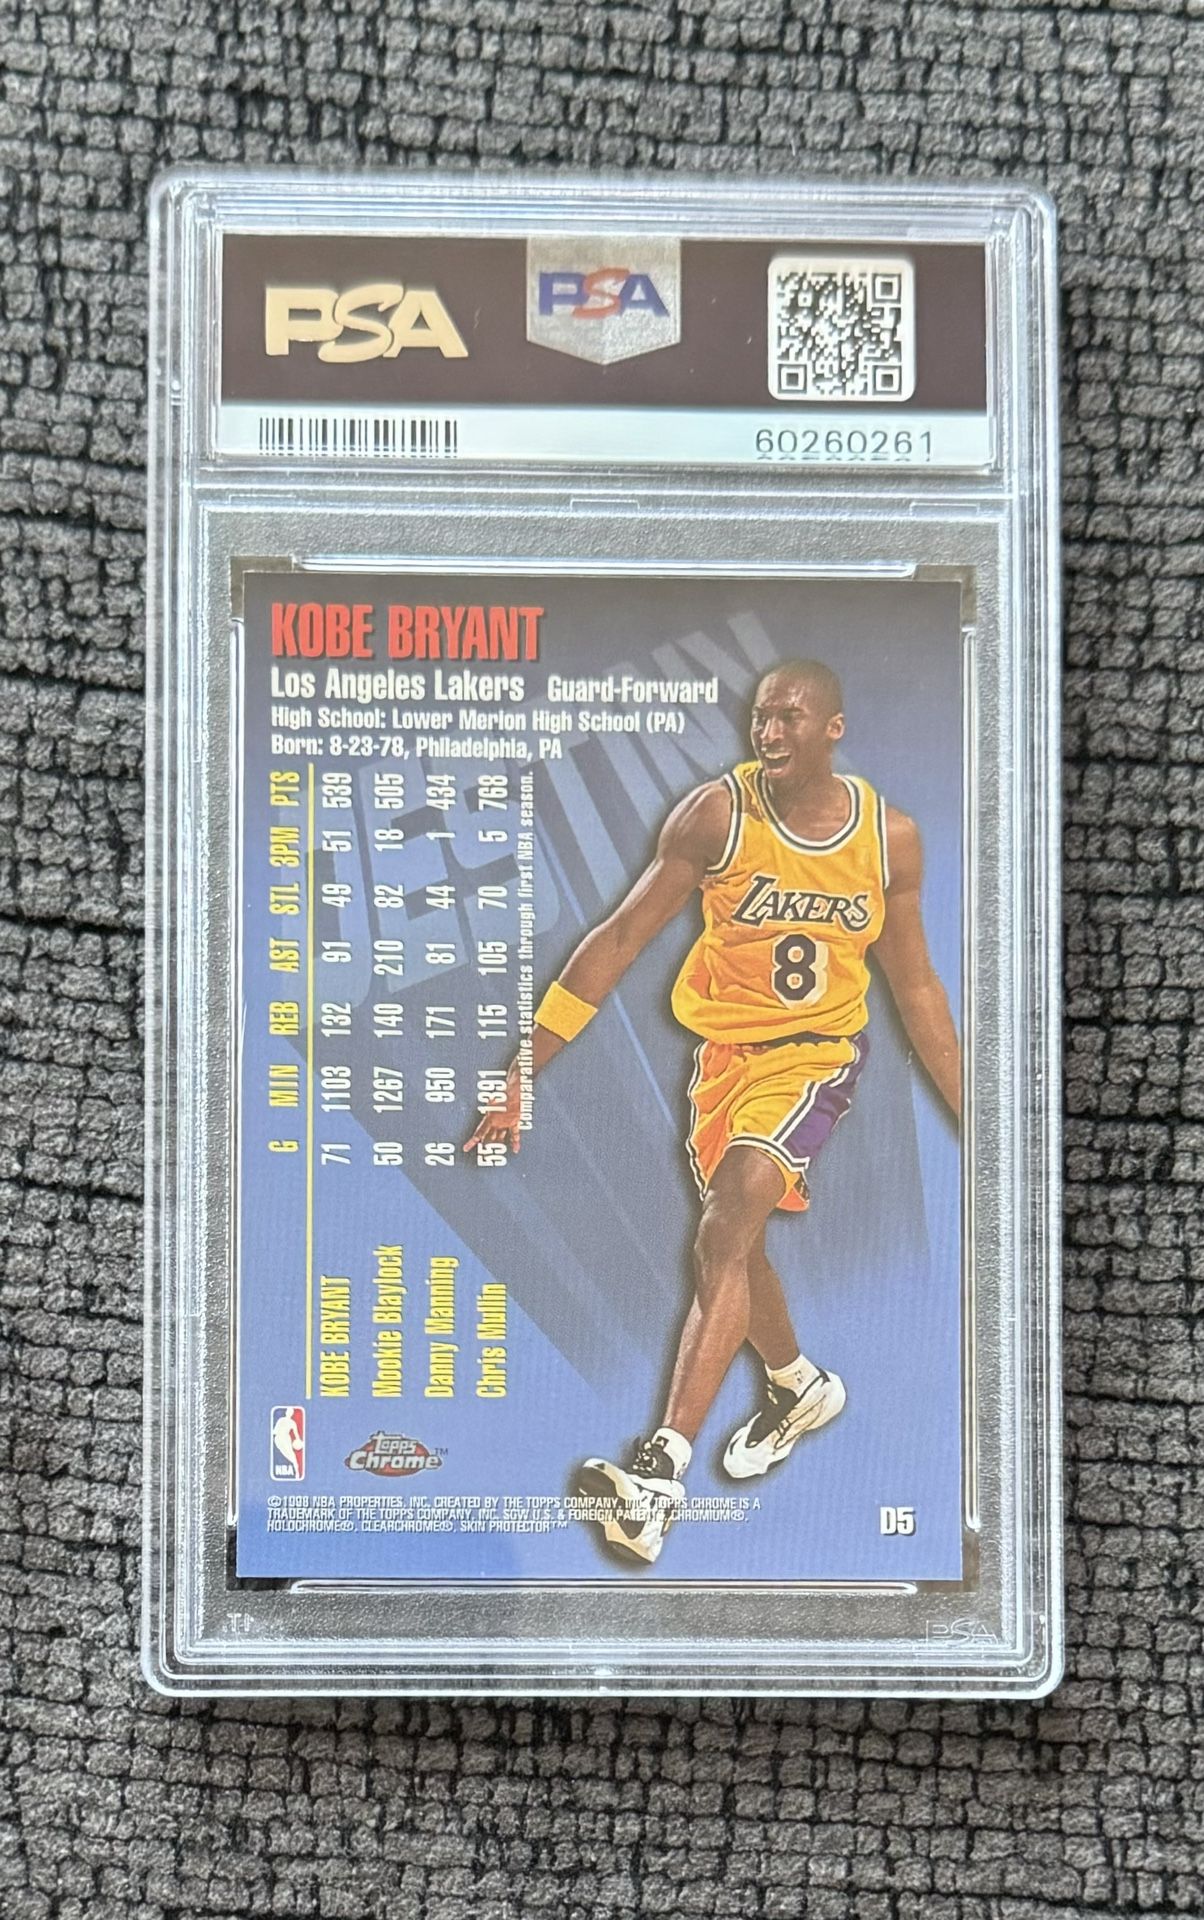 PSA
PSA
60260261
DESTINY
KOBE BRYANT
Los Angeles Lakers Guard-Forward
High School: Lower Merion High School (PA)
Born: 8-23-78, Philadelphia, PA
G MIN REB AST STL 3PM PTS
KOBE BRYANT 71 1103 132 91 49 51 539
Mookie Blaylock 50 1267 140 210 82 18 505
Danny Manning 26 950 171 81 44 1 434
Chris Mullin 55 1391 115 105 70 5 768
Comparative statistics through first NBA season.
LAKERS
8
NBA
Topps
Chrome™
©1998 NBA PROPERTIES, INC. CREATED BY THE TOPPS COMPANY, INC. TOPPS CHROME IS A
TRADEMARK OF THE TOPPS COMPANY, INC. SGW U.S. & FOREIGN PATENTS, CHROMIUM®,
HOLOCHROME®, CLEARCHROME®, SKIN PROTECTOR™
D5
PSA